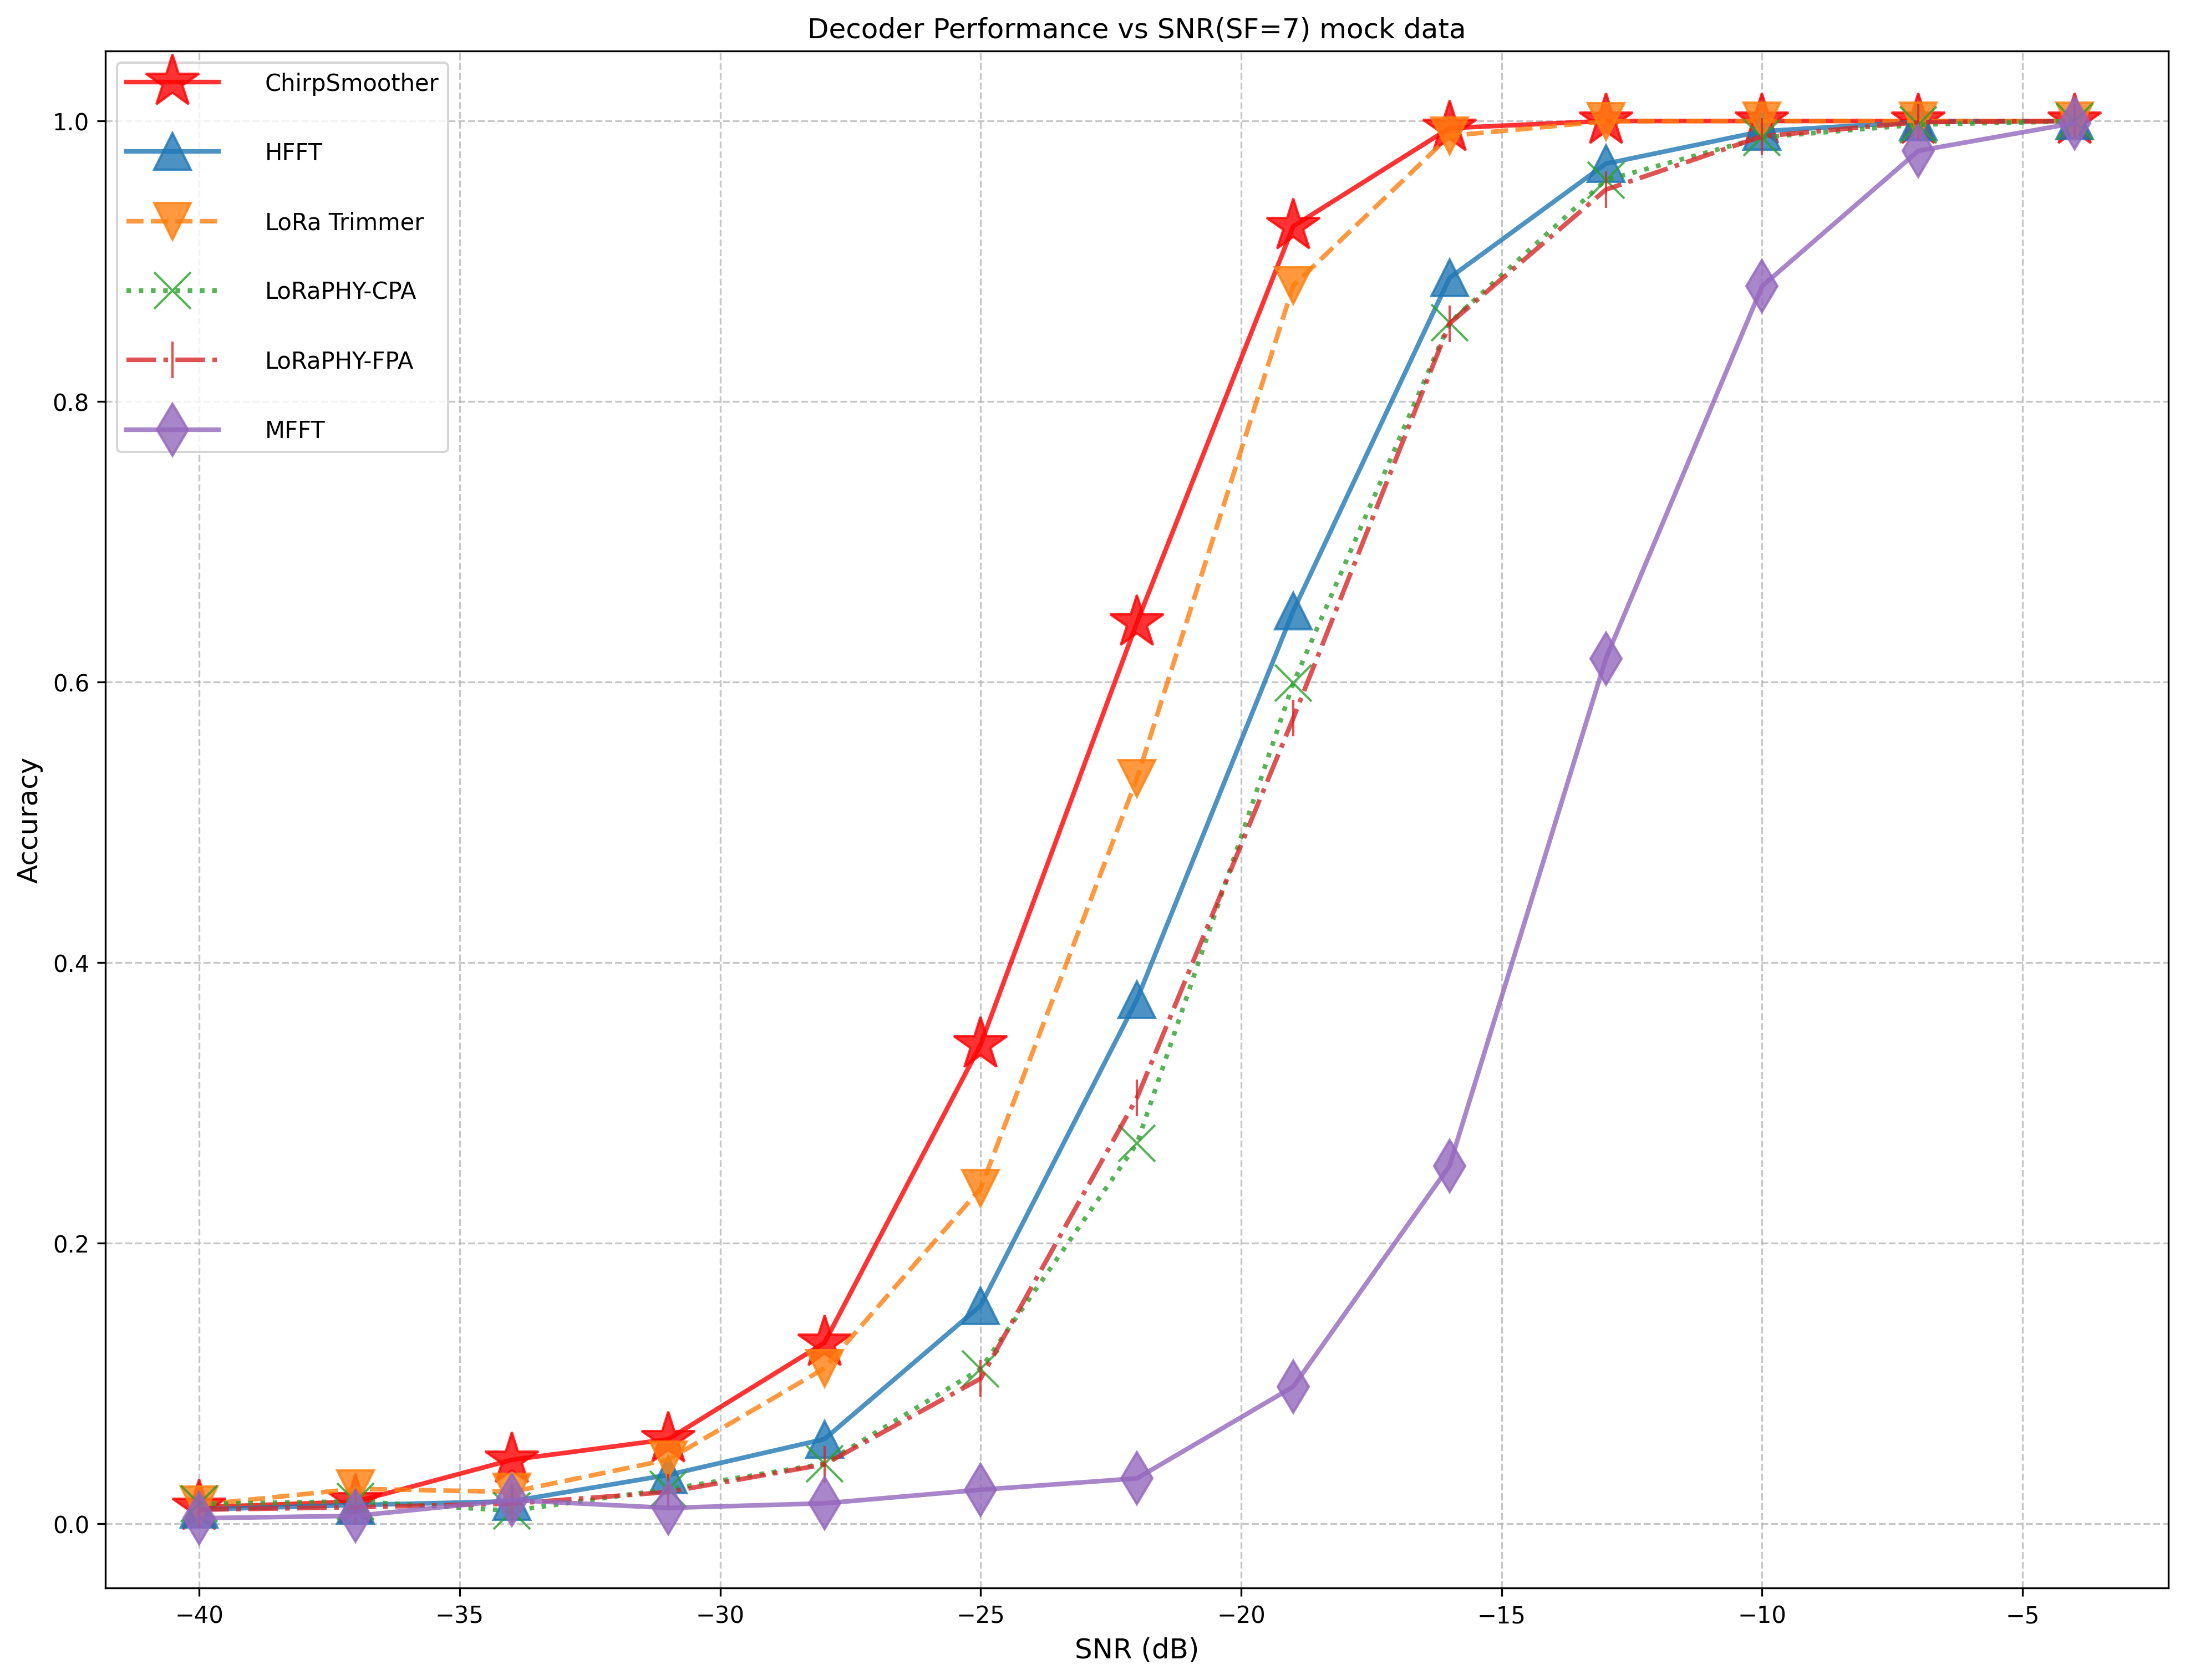 Decoder Performance vs SNR(SF=7) mock data
ChirpSmoother
HFFT
LoRa Trimmer
LoRaPHY-CPA
LoRaPHY-FPA
MFFT
1.0
0.8
0.6
0.4
0.2
0.0
Accuracy
−40 −35 −30 −25 −20 −15 −10 −5
SNR (dB)